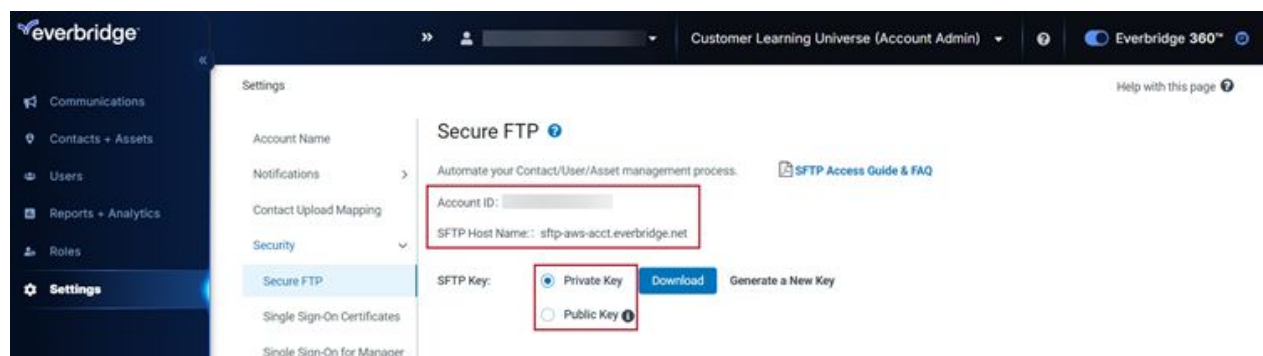 everbridge
» Customer Learning Universe (Account Admin) Everbridge 360™
«
Communications
Contacts + Assets
Users
Reports + Analytics
Roles
Settings
Settings
Help with this page
Account Name
Notifications >
Contact Upload Mapping
Security
Secure FTP
Single Sign-On Certificates
Single Sign-On for Manager
Secure FTP
Automate your Contact/User/Asset management process. SFTP Access Guide & FAQ
Account ID:
SFTP Host Name:: sftp-aws-acct.everbridge.net
SFTP Key: Private Key Download Generate a New Key
Public Key